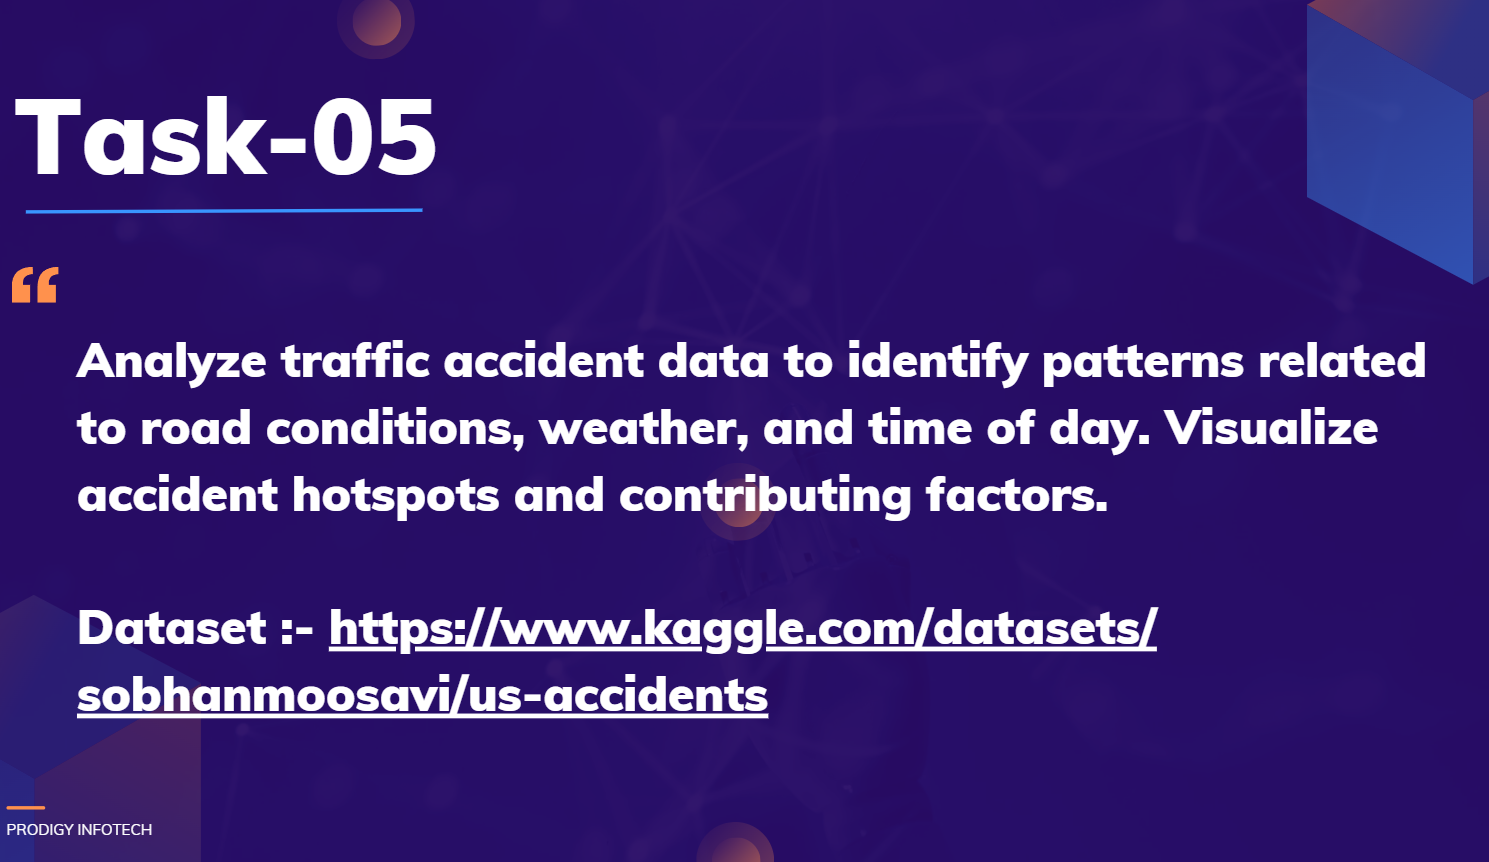 Task-05
“
Analyze traffic accident data to identify patterns related
to road conditions, weather, and time of day. Visualize
accident hotspots and contributing factors.
Dataset :- https://www.kaggle.com/datasets/
sobhanmoosavi/us-accidents
PRODIGY INFOTECH